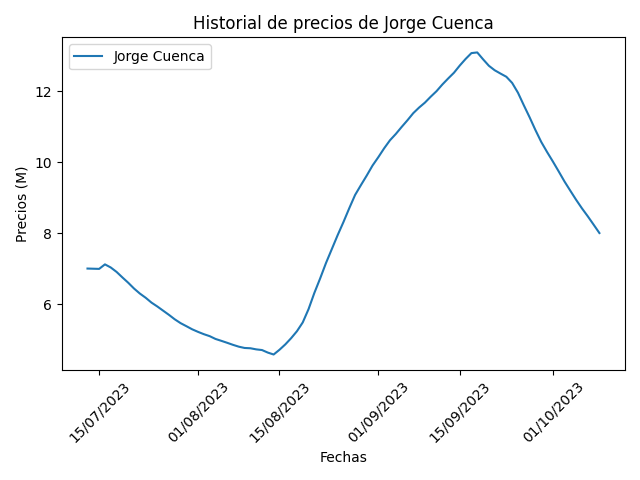 Historial de precios de Jorge Cuenca
Jorge Cuenca
Precios (M)
12
10
8
6
15/07/2023
01/08/2023
15/08/2023
01/09/2023
15/09/2023
01/10/2023
Fechas